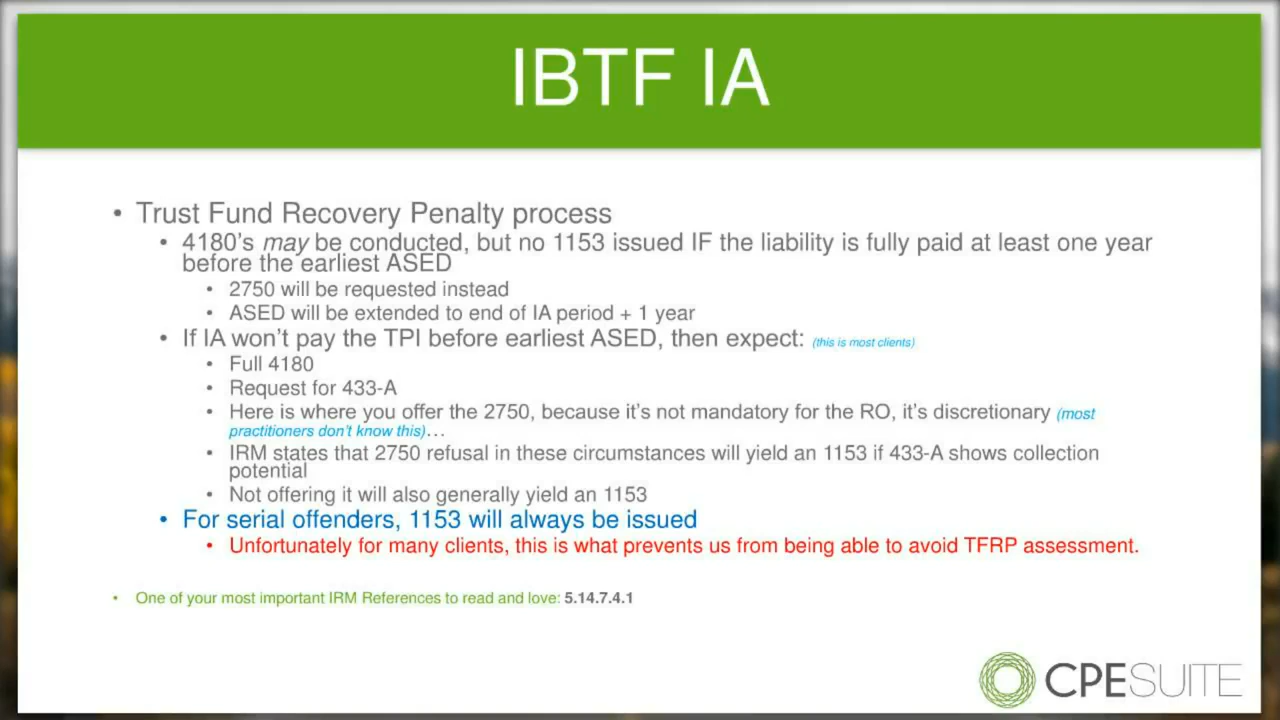 IBTF IA
• Trust Fund Recovery Penalty process
• 4180's may be conducted, but no 1153 issued IF the liability is fully paid at least one year
before the earliest ASED
• 2750 will be requested instead
• ASED will be extended to end of IA period + 1 year
• If IA won't pay the TPI before earliest ASED, then expect: (this is most clients)
• Full 4180
• Request for 433-A
• Here is where you offer the 2750, because it's not mandatory for the RO, it's discretionary (most
practitioners don't know this)…
• IRM states that 2750 refusal in these circumstances will yield an 1153 if 433-A shows collection
potential
• Not offering it will also generally yield an 1153
• For serial offenders, 1153 will always be issued
• Unfortunately for many clients, this is what prevents us from being able to avoid TFRP assessment.
• One of your most important IRM References to read and love: 5.14.7.4.1
CPESUITE